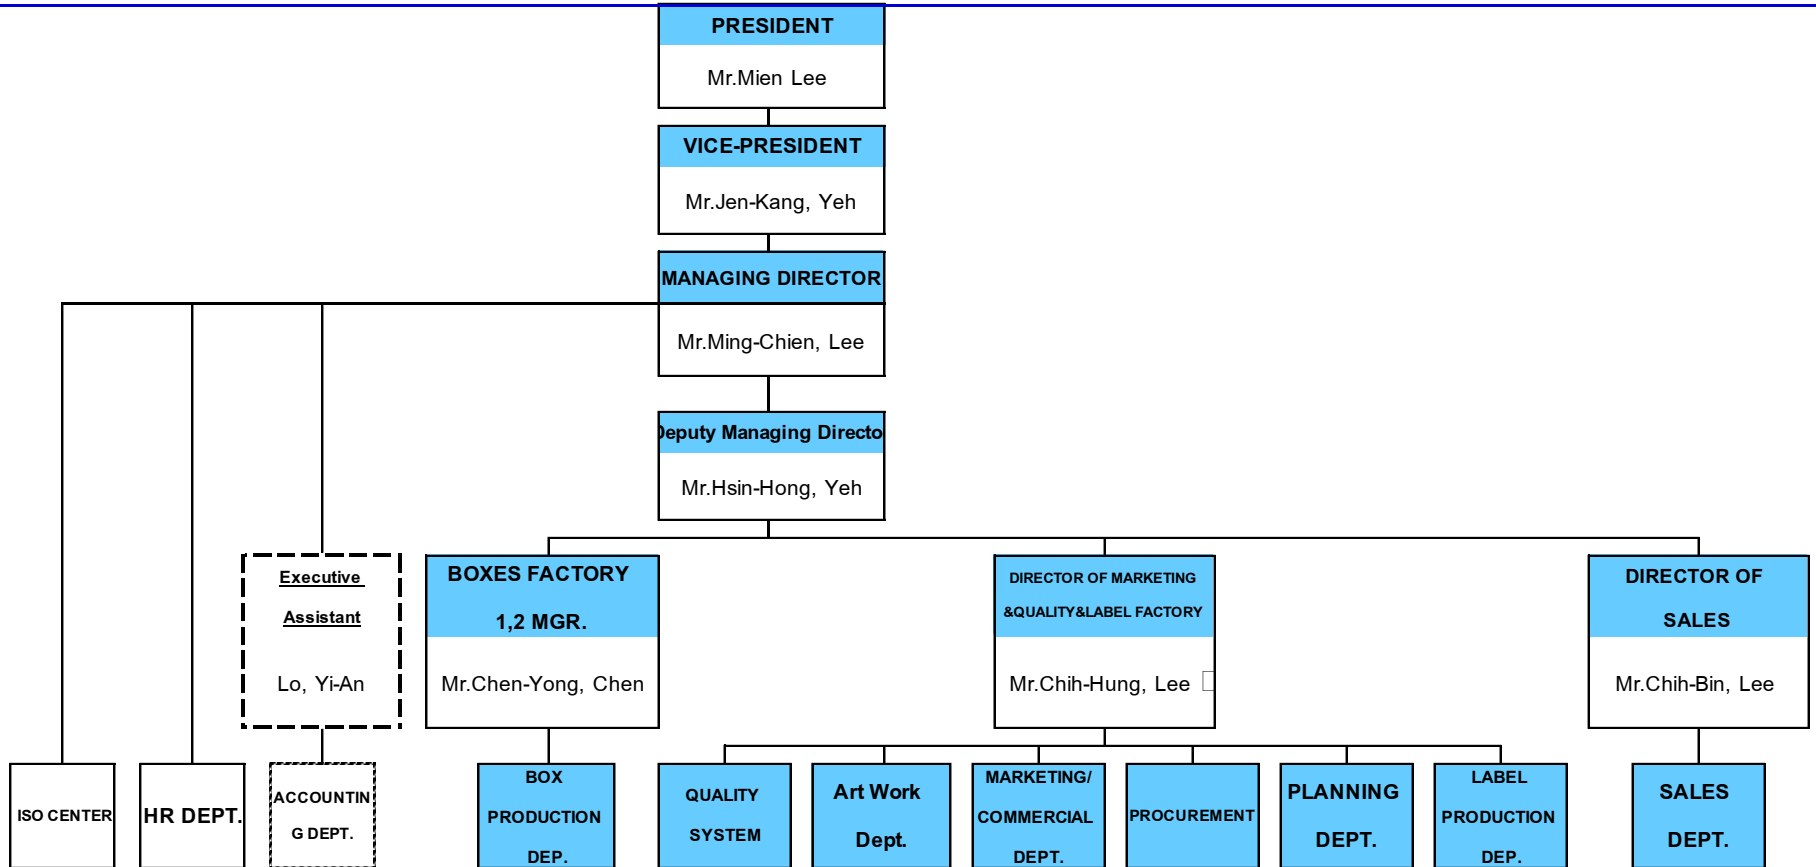 PRESIDENT
Mr.Mien Lee
VICE-PRESIDENT
Mr.Jen-Kang, Yeh
MANAGING DIRECTOR
Mr.Ming-Chien, Lee
Deputy Managing Directo
Mr.Hsin-Hong, Yeh
Executive
Assistant
Lo, Yi-An
BOXES FACTORY
1,2 MGR.
Mr.Chen-Yong, Chen
DIRECTOR OF MARKETING
&QUALITY&LABEL FACTORY
Mr.Chih-Hung, Lee
DIRECTOR OF
SALES
Mr.Chih-Bin, Lee
ISO CENTER
HR DEPT.
ACCOUNTIN
G DEPT.
BOX
PRODUCTION
DEP.
QUALITY
SYSTEM
Art Work
Dept.
MARKETING/
COMMERCIAL
DEPT.
PROCUREMENT
PLANNING
DEPT.
LABEL
PRODUCTION
DEP.
SALES
DEPT.